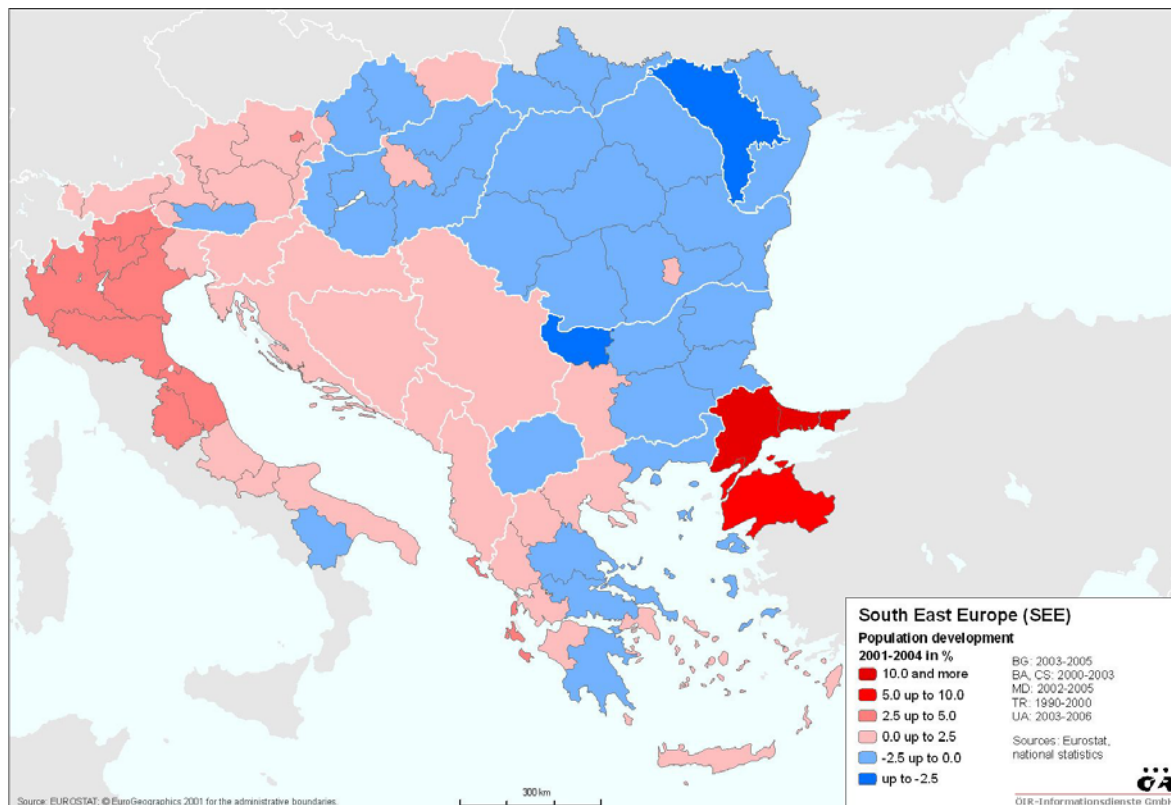 South East Europe (SEE)
Population development
2001-2004 in %
10.0 and more
5.0 up to 10.0
2.5 up to 5.0
0.0 up to 2.5
-2.5 up to 0.0
up to -2.5
BG: 2003-2005
BA, CS: 2000-2003
MD: 2002-2005
TR: 1990-2000
UA: 2003-2006
Sources: Eurostat,
national statistics
ÖIR-Informationsdienste GmbH
300 km
Source: EUROSTAT; © EuroGeographics 2001 for the administrative boundaries.